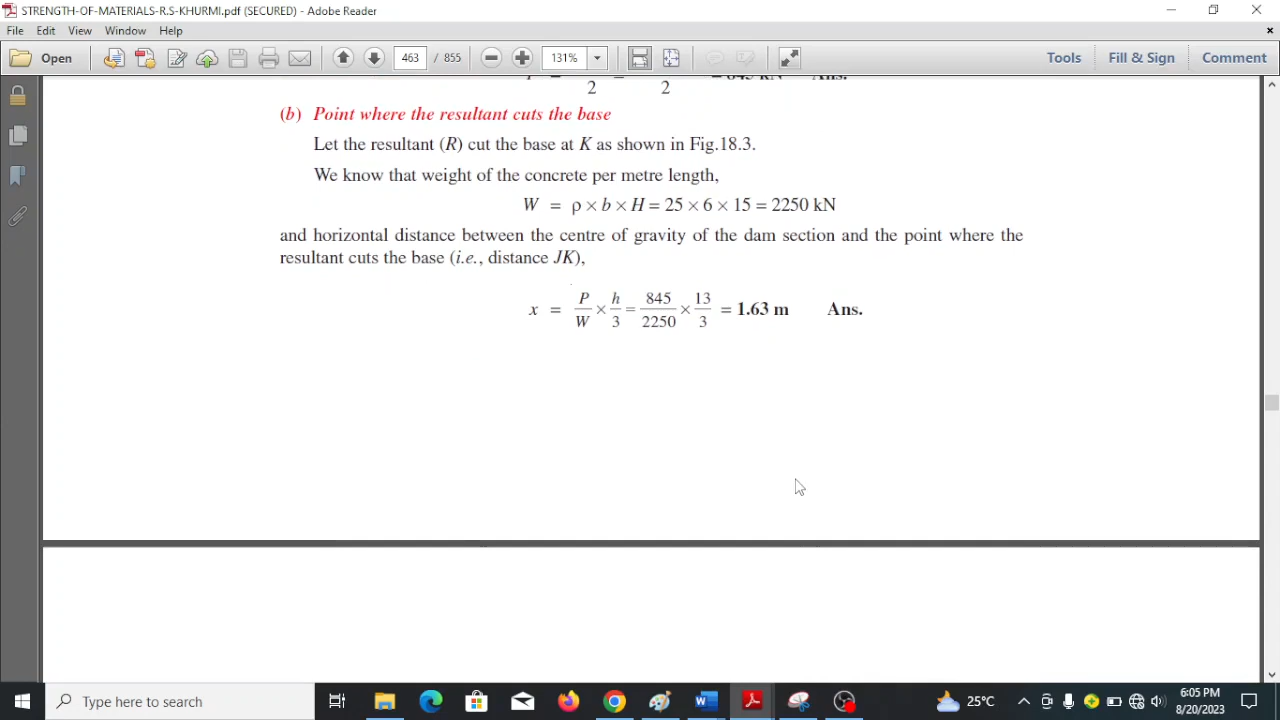 STRENGTH-OF-MATERIALS-R.S-KHURMI.pdf (SECURED) - Adobe Reader
File Edit View Window Help
Open 463 / 855 131% Tools Fill & Sign Comment
2 = 2 = 845 kN Ans.
(b) Point where the resultant cuts the base
Let the resultant (R) cut the base at K as shown in Fig.18.3.
We know that weight of the concrete per metre length,
W = ρ × b × H = 25 × 6 × 15 = 2250 kN
and horizontal distance between the centre of gravity of the dam section and the point where the
resultant cuts the base (i.e., distance JK),
x = P/W × h/3 = 845/2250 × 13/3 = 1.63 m Ans.
Type here to search
25°C
6:05 PM
8/20/2023